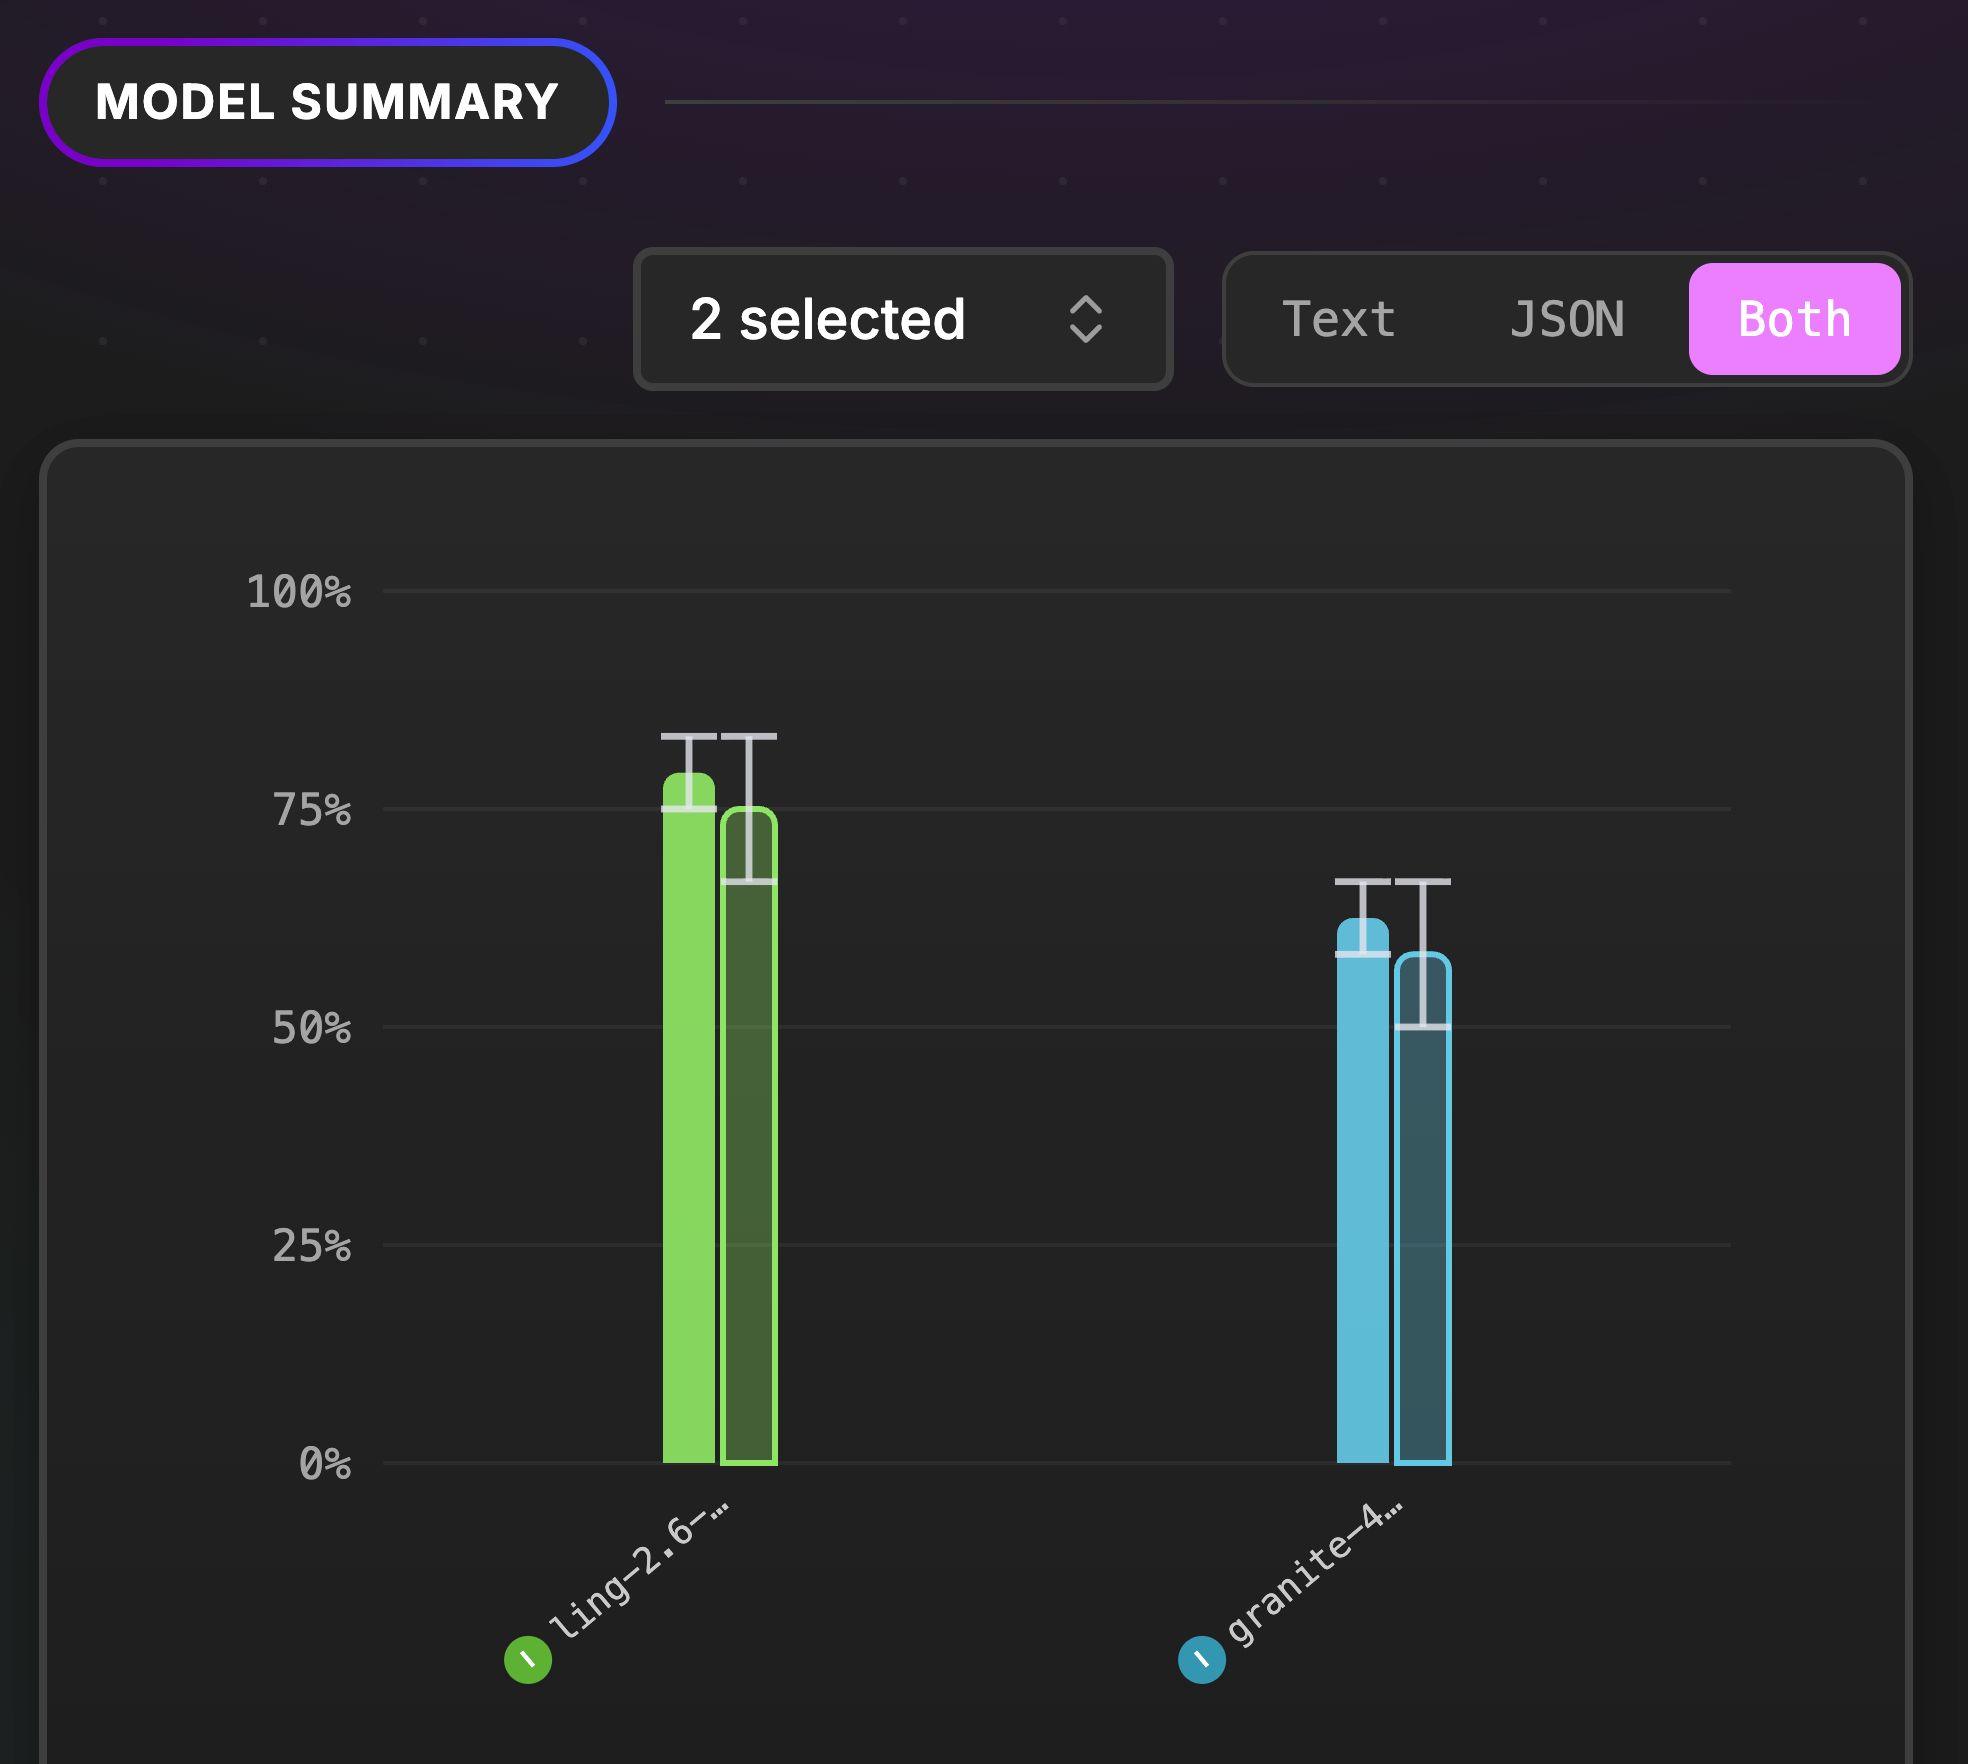 MODEL SUMMARY
2 selected
Text JSON Both
100%
75%
50%
25%
0%
ling-2.6-…
granite-4…